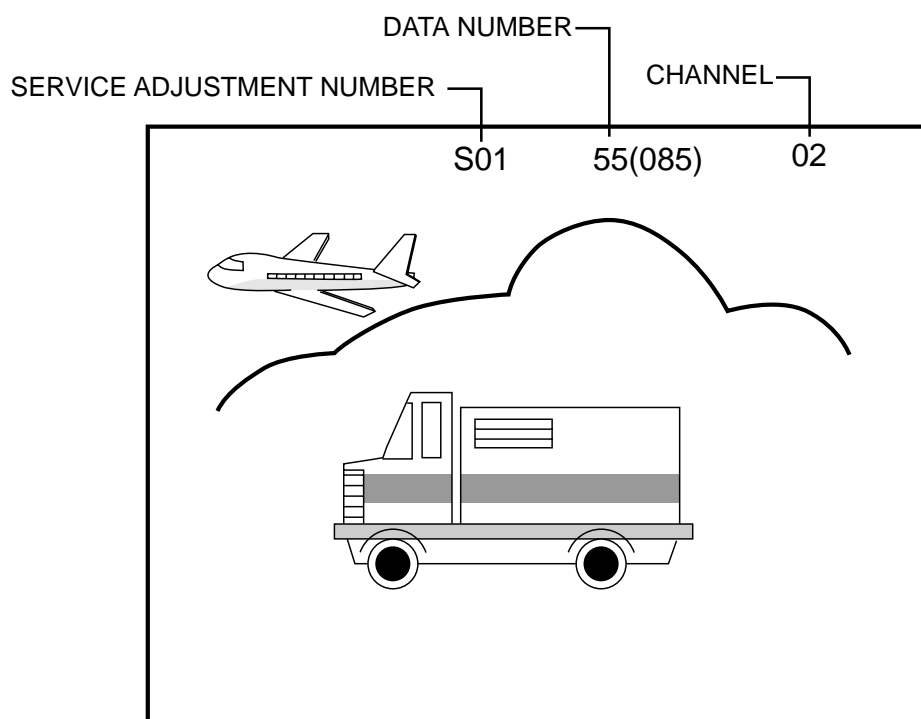 DATA NUMBER
CHANNEL
SERVICE ADJUSTMENT NUMBER
S01 55(085) 02